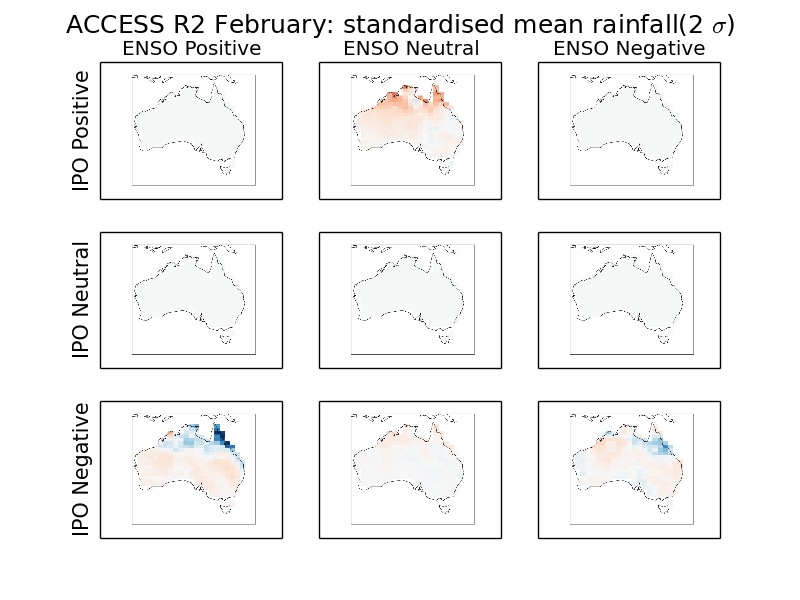 ACCESS R2 February: standardised mean rainfall(2 σ)
ENSO Positive
ENSO Neutral
ENSO Negative
IPO Positive
IPO Neutral
IPO Negative